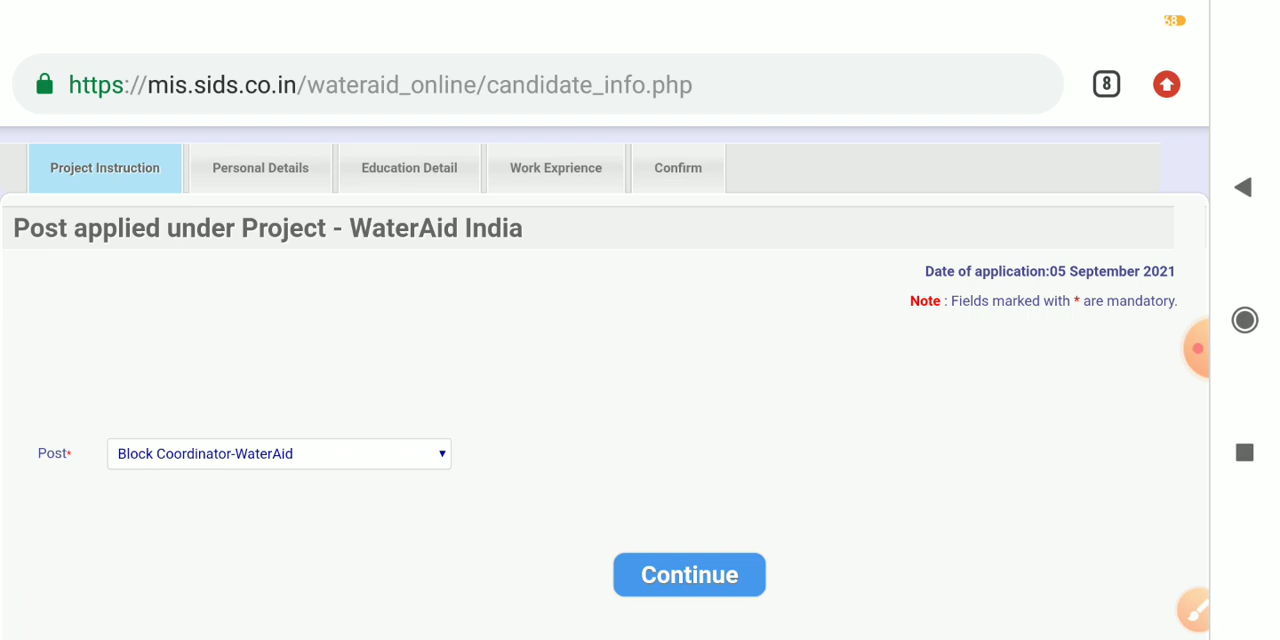 68
https://mis.sids.co.in/wateraid_online/candidate_info.php
8
Project Instruction
Personal Details
Education Detail
Work Exprience
Confirm
Post applied under Project - WaterAid India
Date of application:05 September 2021
Note : Fields marked with * are mandatory.
Post*
Block Coordinator-WaterAid
Continue